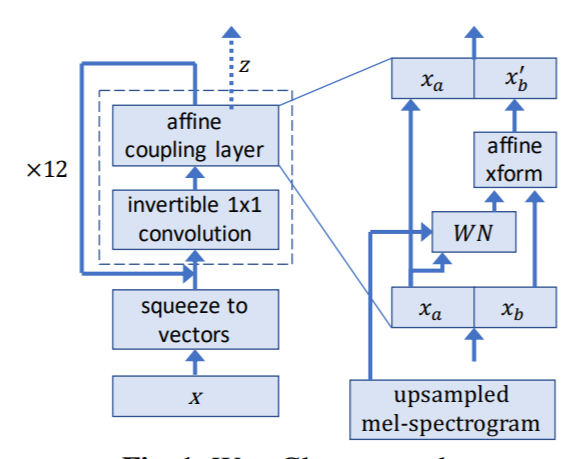 z
affine
coupling layer
×12
invertible 1x1
convolution
squeeze to
vectors
x
x_a
x'_b
affine
xform
WN
x_a
x_b
upsampled
mel-spectrogram